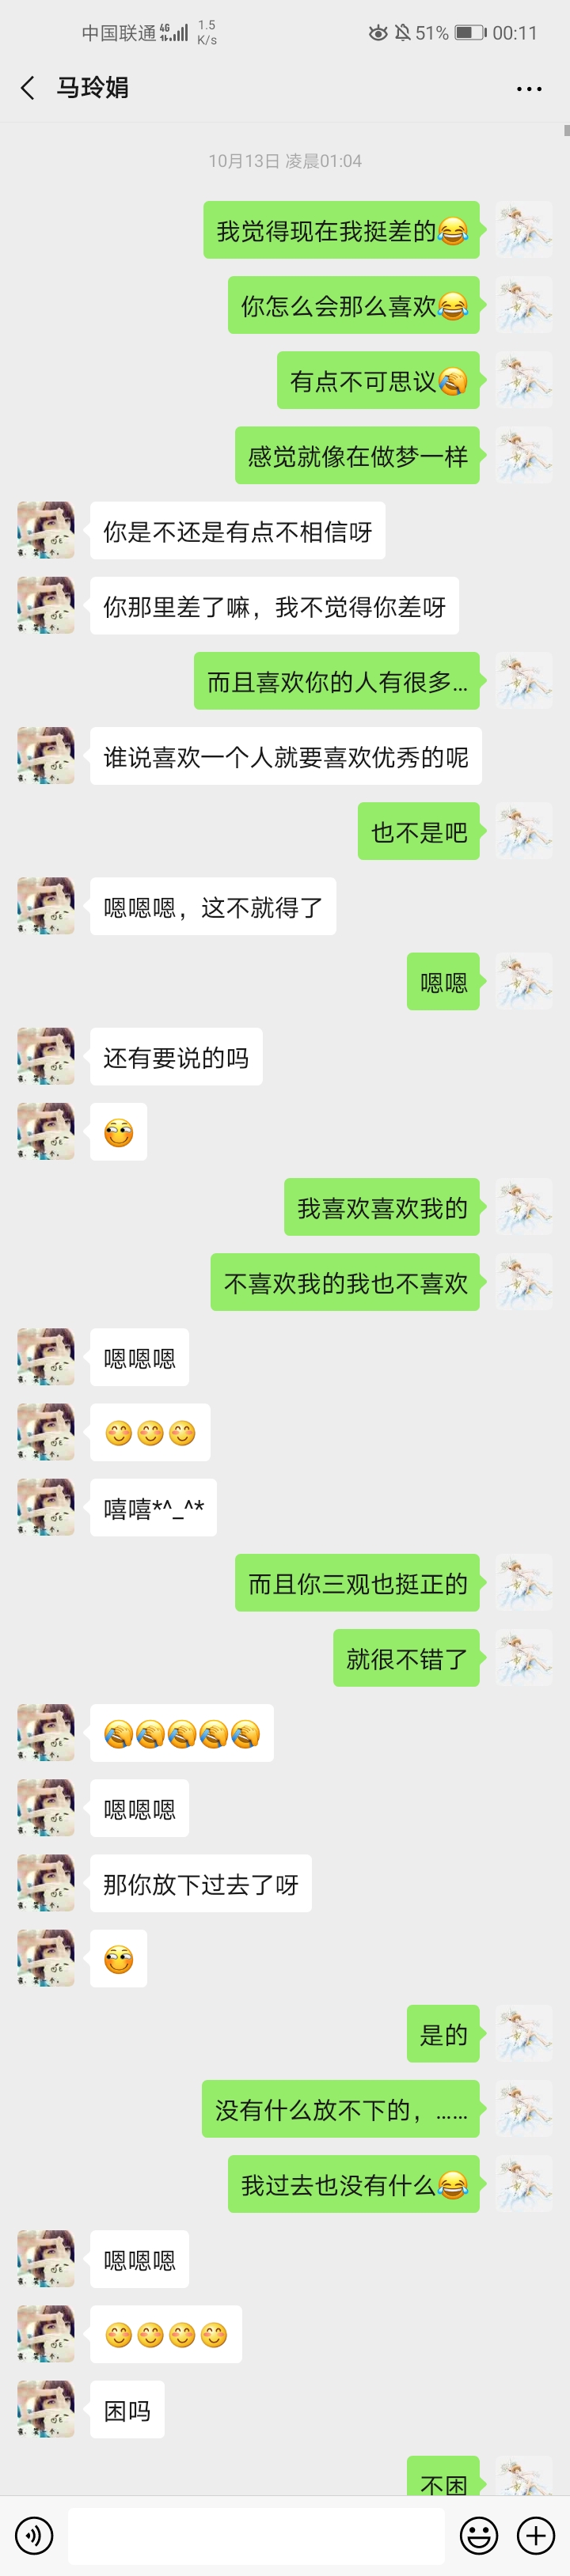 中国联通 4G 1.5 K/s 51% 00:11
马玲娟
10月13日 凌晨01:04
我觉得现在我挺差的😂
你怎么会那么喜欢😂
有点不可思议🤦
感觉就像在做梦一样
你是不还是有点不相信呀
你那里差了嘛，我不觉得你差呀
而且喜欢你的人有很多...
谁说喜欢一个人就要喜欢优秀的呢
也不是吧
嗯嗯嗯，这不就得了
嗯嗯
还有要说的吗
我喜欢喜欢我的
不喜欢我的我也不喜欢
嗯嗯嗯
😊😊😊
嘻嘻*^_^*
而且你三观也挺正的
就很不错了
🤦🤦🤦🤦🤦
嗯嗯嗯
那你放下过去了呀
是的
没有什么放不下的，......
我过去也没有什么😂
嗯嗯嗯
😊😊😊😊
困吗
不困